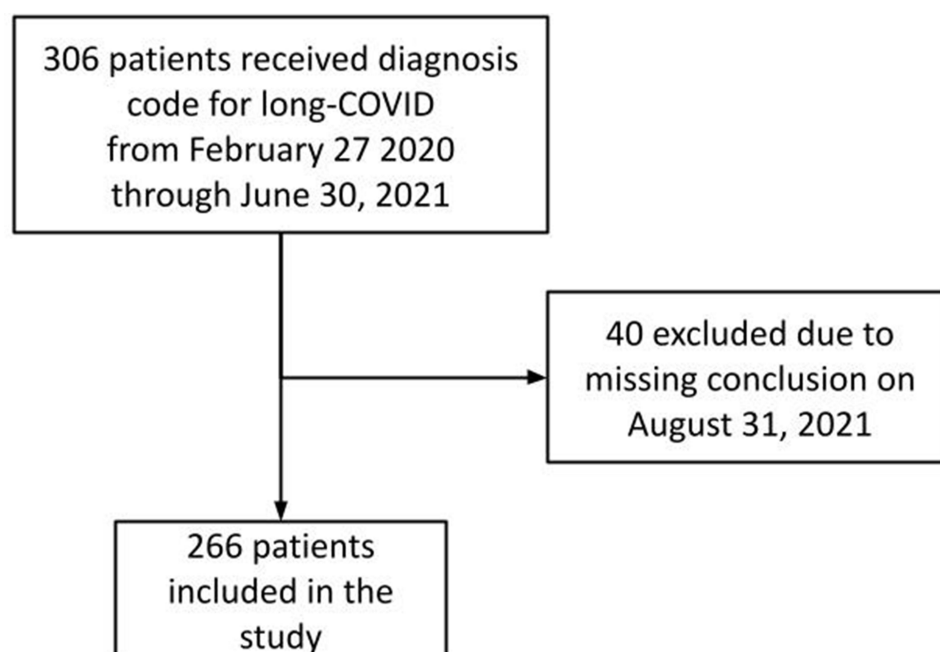 306 patients received diagnosis
code for long-COVID
from February 27 2020
through June 30, 2021
40 excluded due to
missing conclusion on
August 31, 2021
266 patients
included in the
study